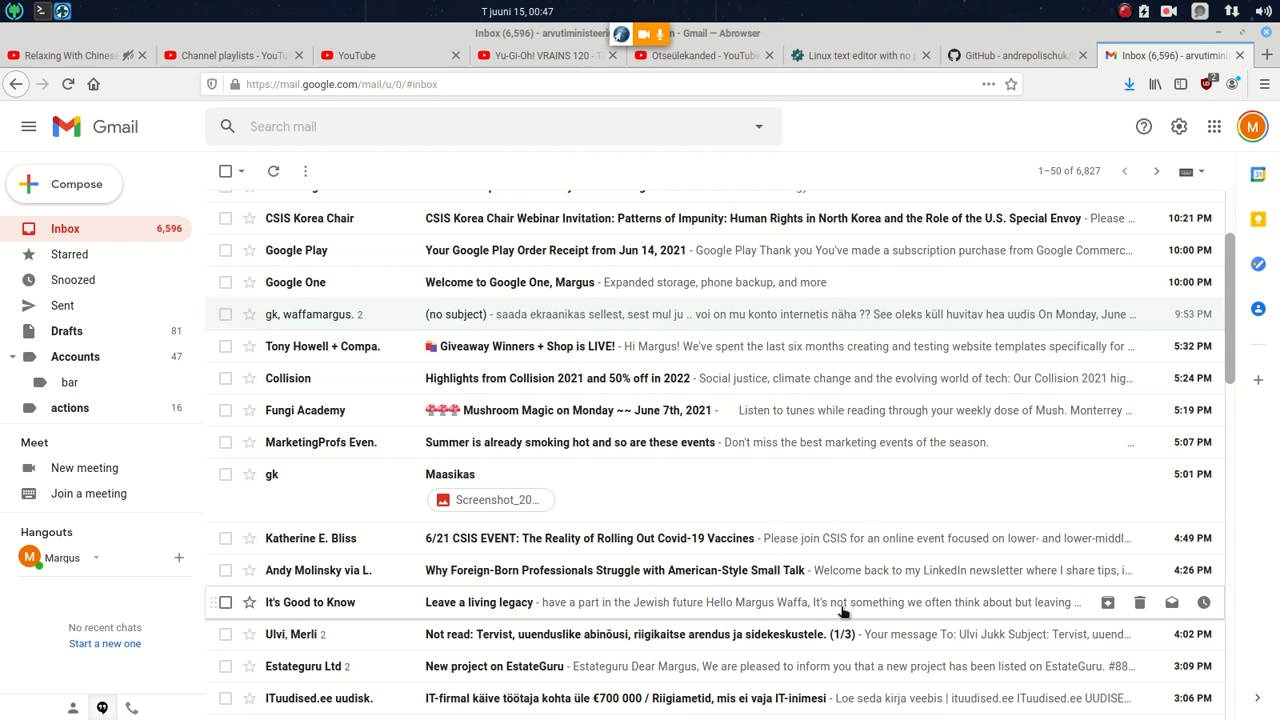 T juuni 15, 00:47
Inbox (6,596) - arvutiministeer n - Gmail — Abrowser
Relaxing With Chinese
Channel playlists - YouTu
YouTube
Yu-Gi-Oh! VRAINS 120 - T
Otseülekanded - YouTube
Linux text editor with no p
GitHub - andrepolischuk/
Inbox (6,596) - arvutimini
https://mail.google.com/mail/u/0/#inbox
2
Gmail
Search mail
M
Compose
1–50 of 6,827
Inbox 6,596
Starred
Snoozed
Sent
Drafts 81
Accounts 47
bar
actions 16
Meet
New meeting
Join a meeting
Hangouts
M Margus
No recent chats
Start a new one
CSIS Korea Chair CSIS Korea Chair Webinar Invitation: Patterns of Impunity: Human Rights in North Korea and the Role of the U.S. Special Envoy - Please … 10:21 PM
Google Play Your Google Play Order Receipt from Jun 14, 2021 - Google Play Thank you You've made a subscription purchase from Google Commerc… 10:00 PM
Google One Welcome to Google One, Margus - Expanded storage, phone backup, and more 10:00 PM
gk, waffamargus. 2 (no subject) - saada ekraanikas sellest, sest mul ju .. voi on mu konto internetis näha ?? See oleks küll huvitav hea uudis On Monday, June … 9:53 PM
Tony Howell + Compa. 🛍 Giveaway Winners + Shop is LIVE! - Hi Margus! We've spent the last six months creating and testing website templates specifically for … 5:32 PM
Collision Highlights from Collision 2021 and 50% off in 2022 - Social justice, climate change and the evolving world of tech: Our Collision 2021 hig… 5:24 PM
Fungi Academy 🍄🍄🍄 Mushroom Magic on Monday ~~ June 7th, 2021 - Listen to tunes while reading through your weekly dose of Mush. Monterrey … 5:19 PM
MarketingProfs Even. Summer is already smoking hot and so are these events - Don't miss the best marketing events of the season. … 5:07 PM
gk Maasikas 5:01 PM
Screenshot_20…
Katherine E. Bliss 6/21 CSIS EVENT: The Reality of Rolling Out Covid-19 Vaccines - Please join CSIS for an online event focused on lower- and lower-middl… 4:49 PM
Andy Molinsky via L. Why Foreign-Born Professionals Struggle with American-Style Small Talk - Welcome back to my LinkedIn newsletter where I share tips, i… 4:26 PM
It's Good to Know Leave a living legacy - have a part in the Jewish future Hello Margus Waffa, It's not something we often think about but leaving …
Ulvi, Merli 2 Not read: Tervist, uuenduslike abinõusi, riigikaitse arendus ja sidekeskustele. (1/3) - Your message To: Ulvi Jukk Subject: Tervist, uuend… 4:02 PM
Estateguru Ltd 2 New project on EstateGuru - Estateguru Dear Margus, We are pleased to inform you that a new project has been listed on EstateGuru. #88… 3:09 PM
ITuudised.ee uudisk. IT-firmal käive töötaja kohta üle €700 000 / Riigiametid, mis ei vaja IT-inimesi - Loe seda kirja veebis | ituudised.ee ITuudised.ee UUDISE… 3:06 PM